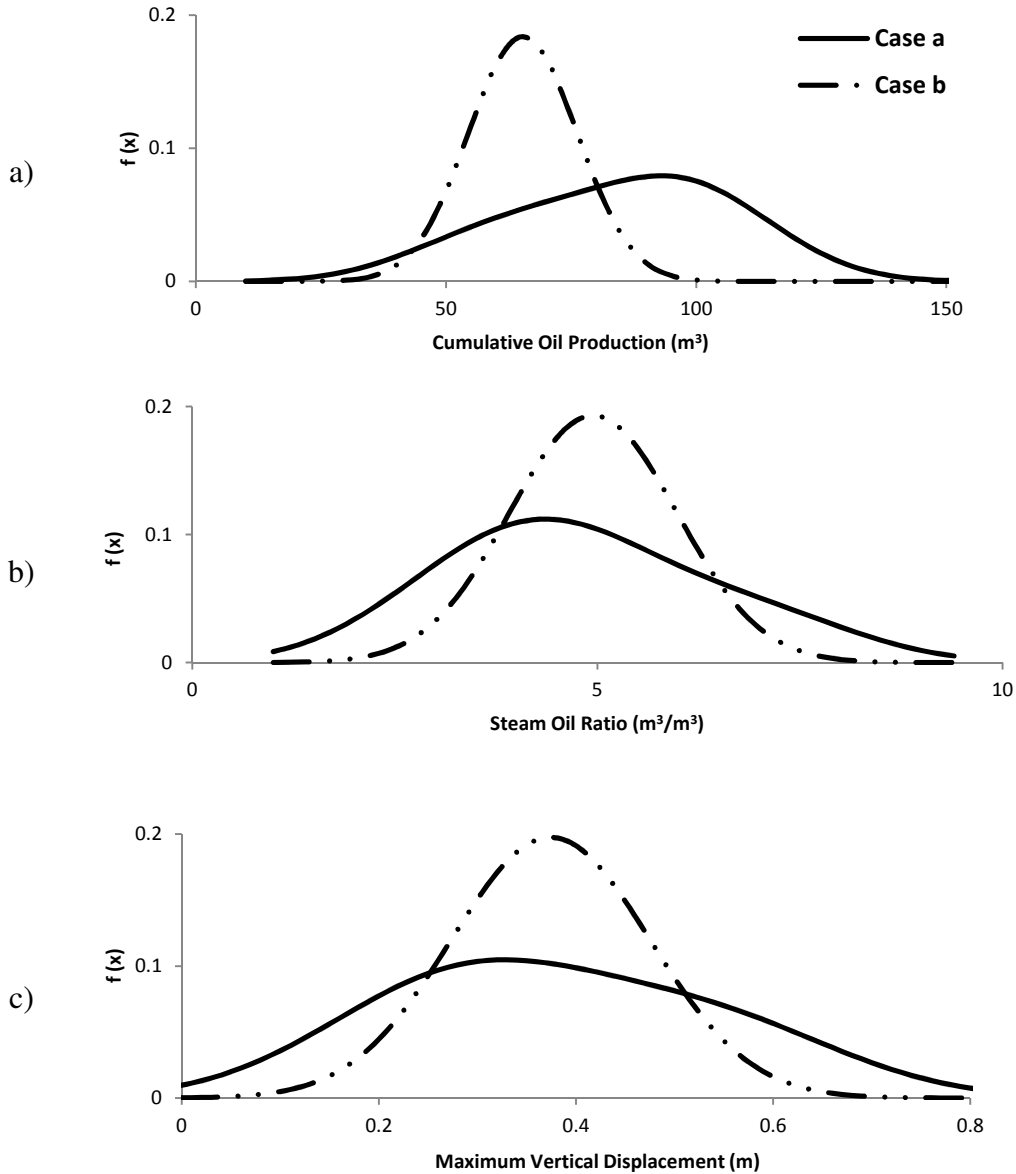 a)
0.2
0.1
0
f (x)
Case a
Case b
0
50
100
150
Cumulative Oil Production (m³)
b)
0.2
0.1
0
f (x)
0
5
10
Steam Oil Ratio (m³/m³)
c)
0.2
0.1
0
f (x)
0
0.2
0.4
0.6
0.8
Maximum Vertical Displacement (m)